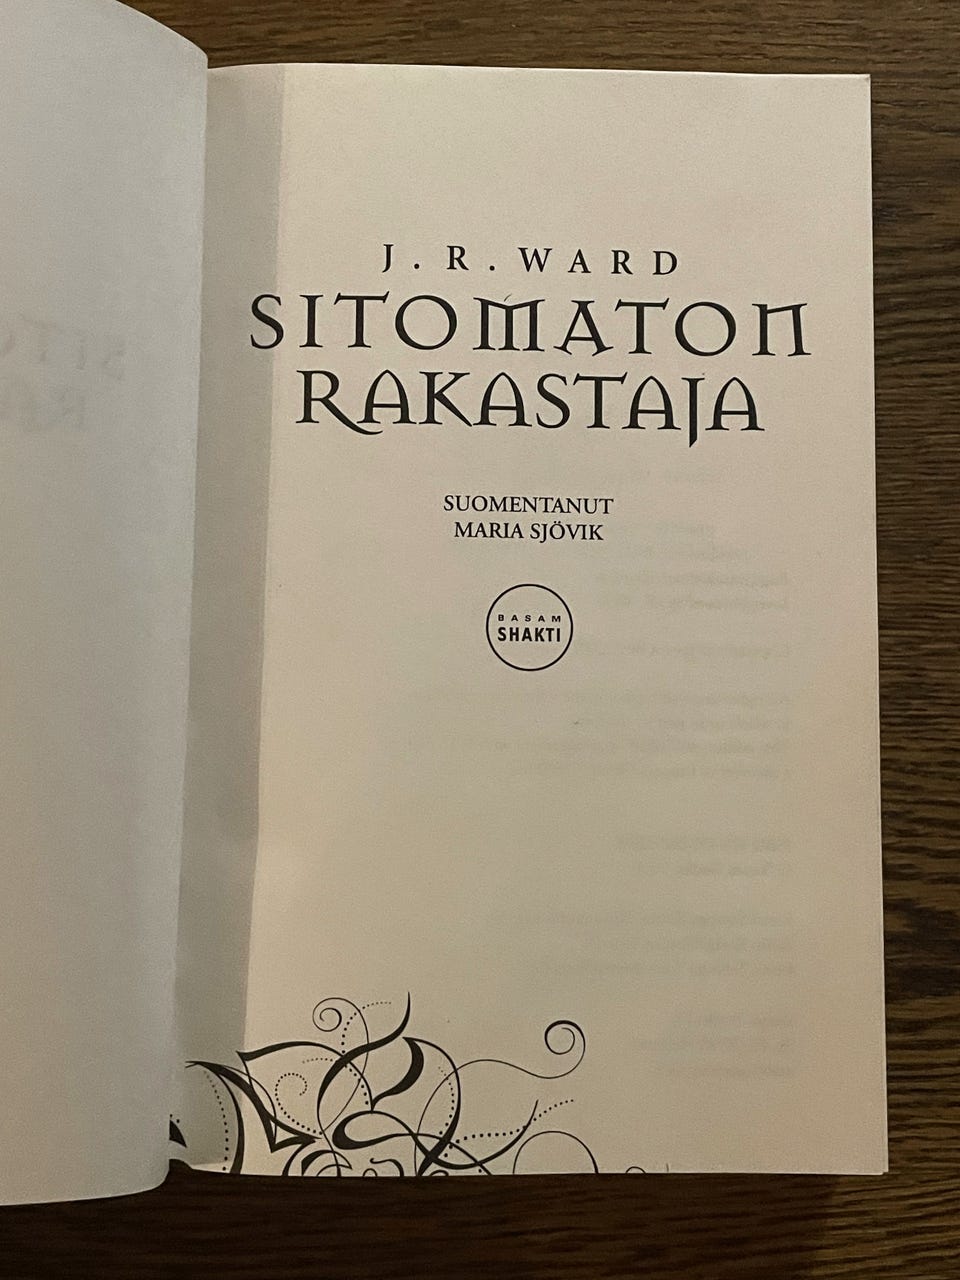 J. R. WARD
SITOMATON
RAKASTAJA
SUOMENTANUT
MARIA SJÖVIK
BASAM
SHAKTI